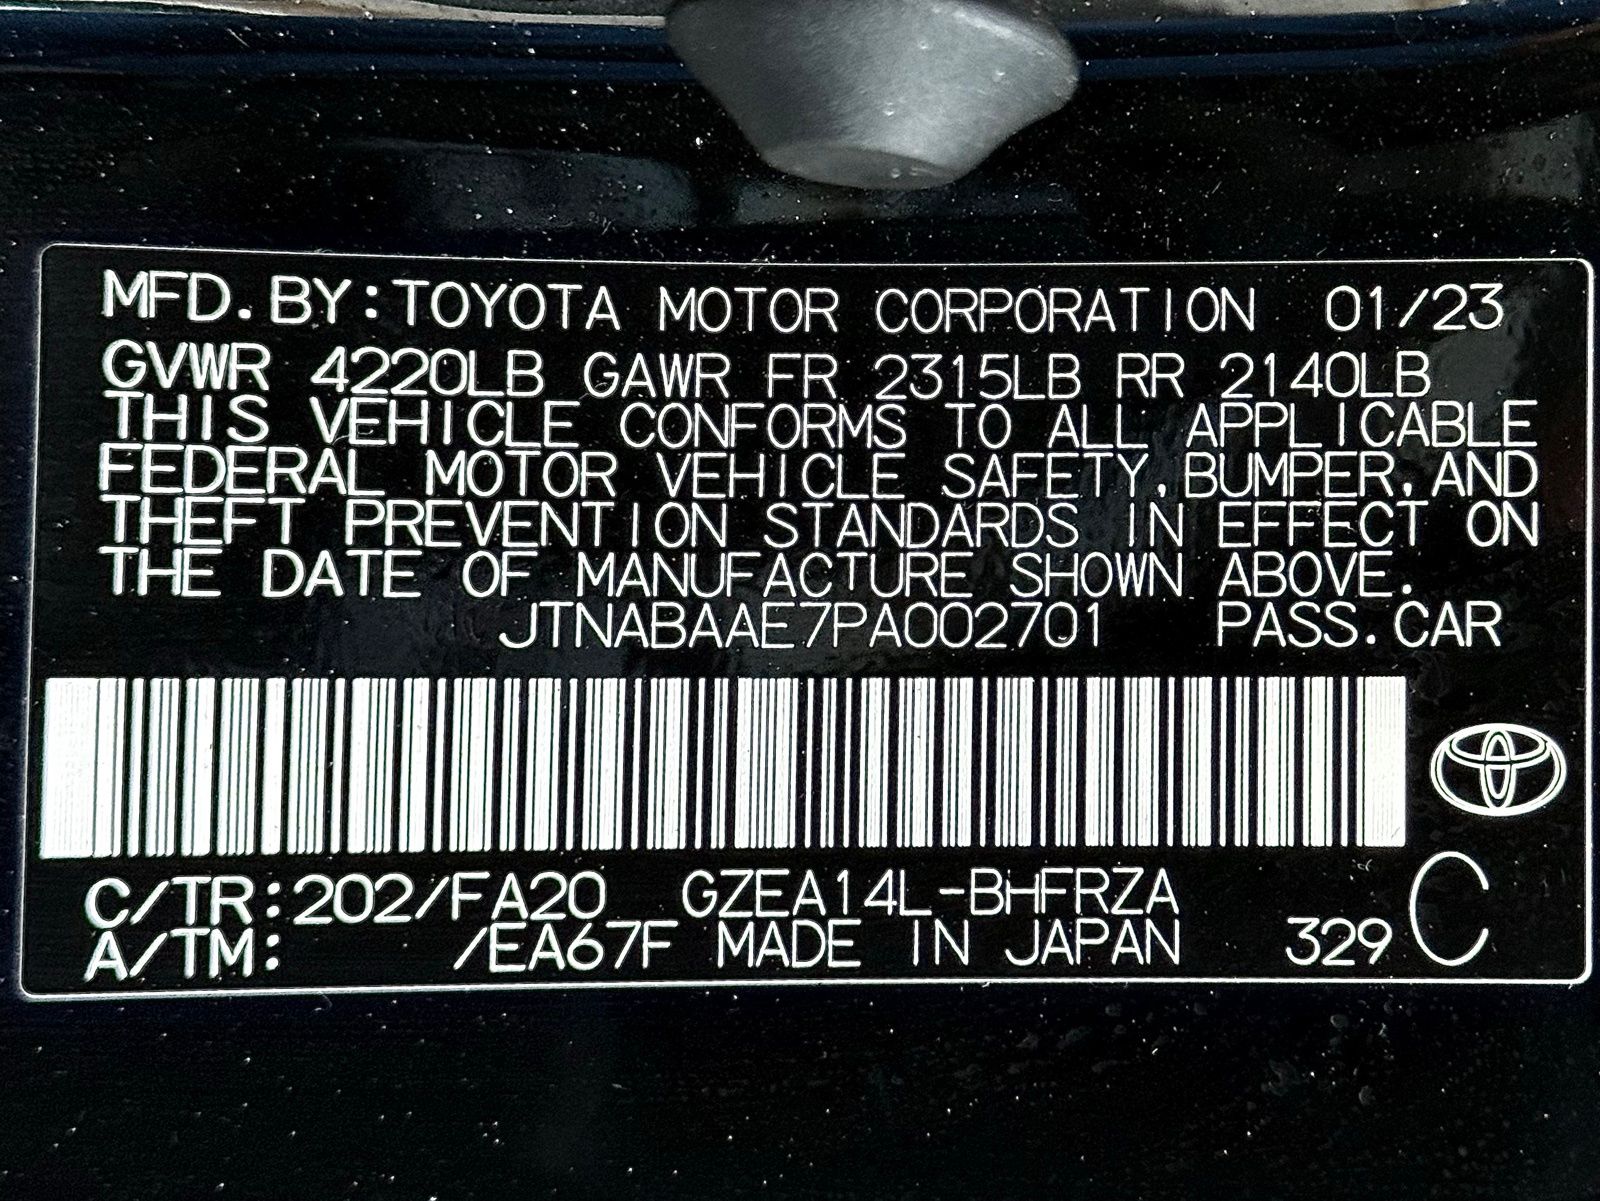 MFD. BY: TOYOTA MOTOR CORPORATION 01/23
GVWR 4220LB GAWR FR 2315LB RR 2140LB
THIS VEHICLE CONFORMS TO ALL APPLICABLE
FEDERAL MOTOR VEHICLE SAFETY, BUMPER, AND
THEFT PREVENTION STANDARDS IN EFFECT ON
THE DATE OF MANUFACTURE SHOWN ABOVE.
JTNABAAE7PA002701 PASS. CAR
C/TR: 202/FA20 GZEA14L-BHFRZA
A/TM: /EA67F MADE IN JAPAN 329 C